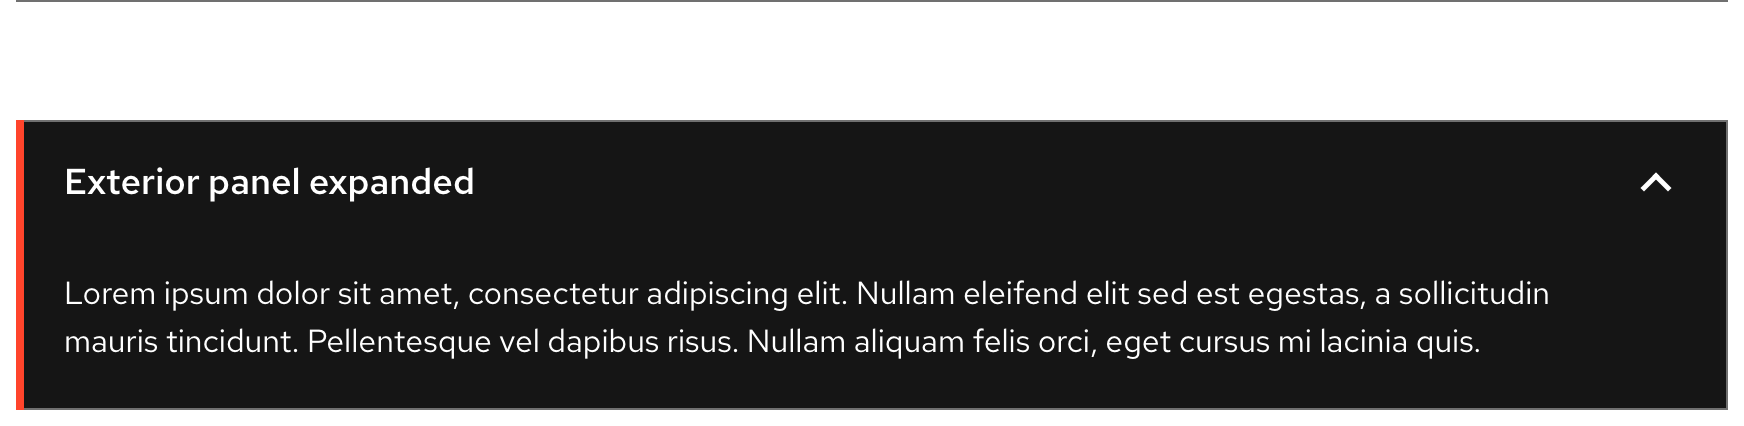 Exterior panel expanded
Lorem ipsum dolor sit amet, consectetur adipiscing elit. Nullam eleifend elit sed est egestas, a sollicitudin
mauris tincidunt. Pellentesque vel dapibus risus. Nullam aliquam felis orci, eget cursus mi lacinia quis.